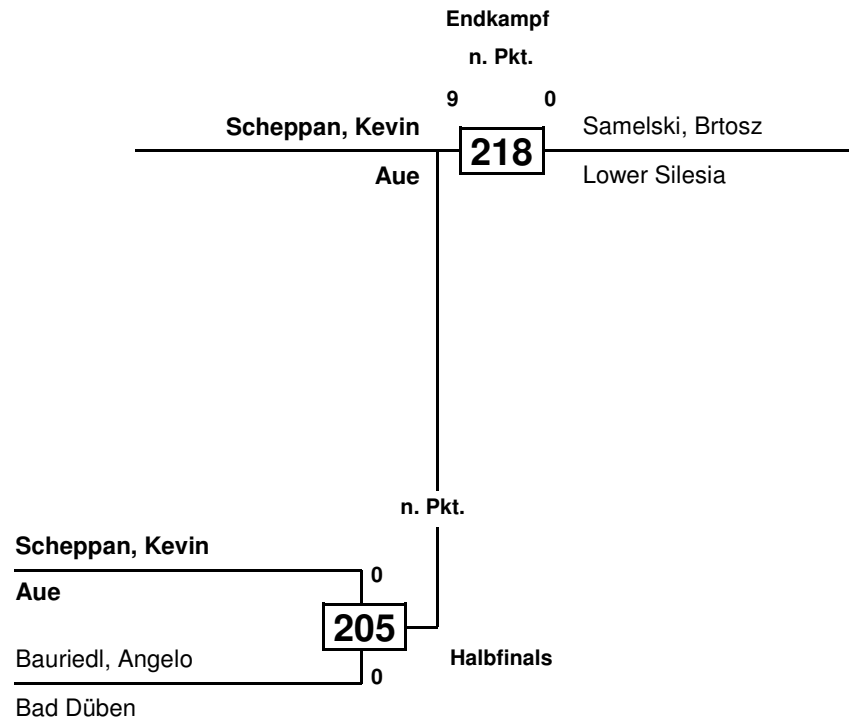 Endkampf
n. Pkt.
9 0
Scheppan, Kevin 218 Samelski, Brtosz
Aue Lower Silesia
n. Pkt.
Scheppan, Kevin
0
Aue
205
Bauriedl, Angelo Halbfinals
0
Bad Düben